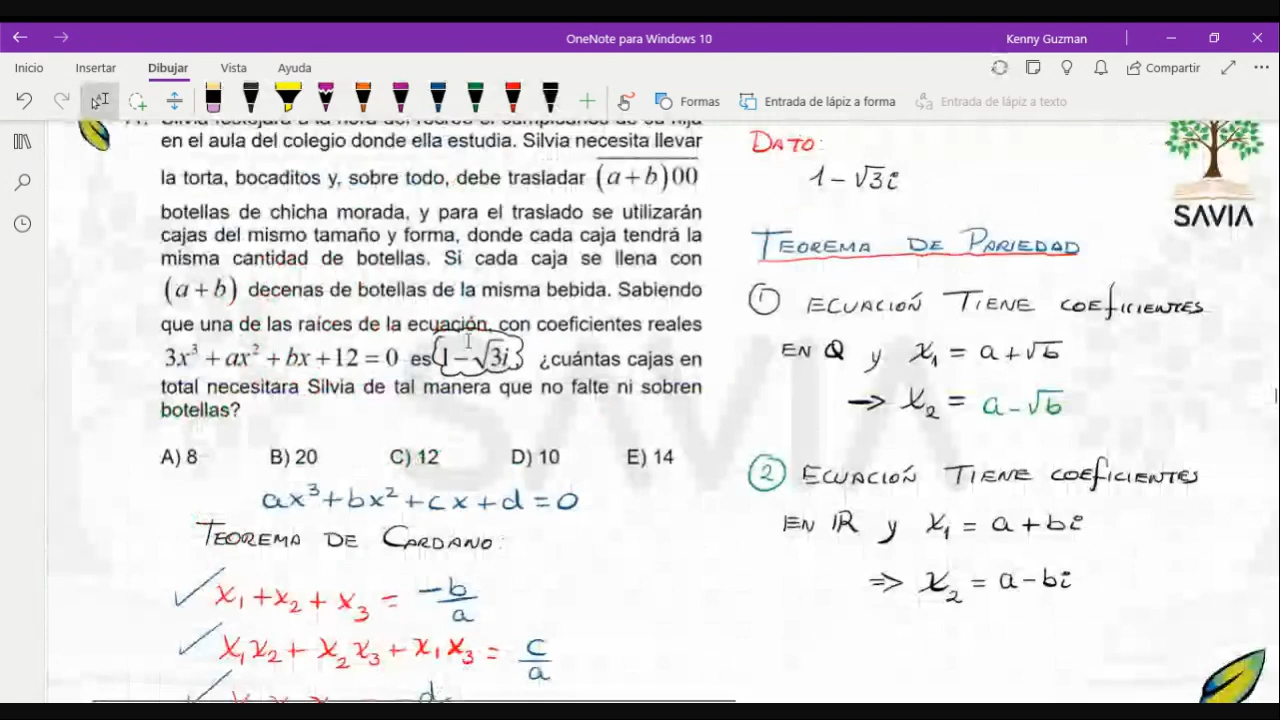 OneNote para Windows 10
Kenny Guzman
Inicio Insertar Dibujar Vista Ayuda
Compartir
Formas Entrada de lápiz a forma Entrada de lápiz a texto
en el aula del colegio donde ella estudia. Silvia necesita llevar
la torta, bocaditos y, sobre todo, debe trasladar (a+b)00
botellas de chicha morada, y para el traslado se utilizarán
cajas del mismo tamaño y forma, donde cada caja tendrá la
misma cantidad de botellas. Si cada caja se llena con
(a+b) decenas de botellas de la misma bebida. Sabiendo
que una de las raíces de la ecuación, con coeficientes reales
3x³ + ax² + bx + 12 = 0 es 1 − √3i, ¿cuántas cajas en
total necesitara Silvia de tal manera que no falte ni sobren
botellas?
A) 8 B) 20 C) 12 D) 10 E) 14
ax³ + bx² + cx + d = 0
TEOREMA DE CARDANO:
x₁ + x₂ + x₃ = −b/a
x₁x₂ + x₂x₃ + x₁x₃ = c/a
DATO:
1 − √3i
TEOREMA DE PARIEDAD
① ECUACIÓN TIENE COEFICIENTES
EN Q y x₁ = a + √b
→ x₂ = a − √b
② ECUACIÓN TIENE COEFICIENTES
EN IR y x₁ = a + bi
⇒ x₂ = a − bi
SAVIA
SAVIA